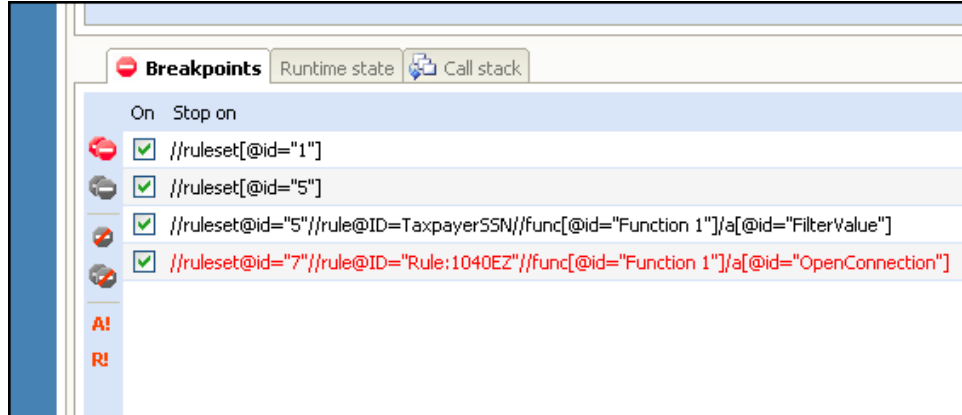 Breakpoints Runtime state Call stack
On Stop on
//ruleset[@id="1"]
//ruleset[@id="5"]
//ruleset@id="5"//rule@ID=TaxpayerSSN//func[@id="Function 1"]/a[@id="FilterValue"]
//ruleset@id="7"//rule@ID="Rule:1040EZ"//func[@id="Function 1"]/a[@id="OpenConnection"]
A!
R!